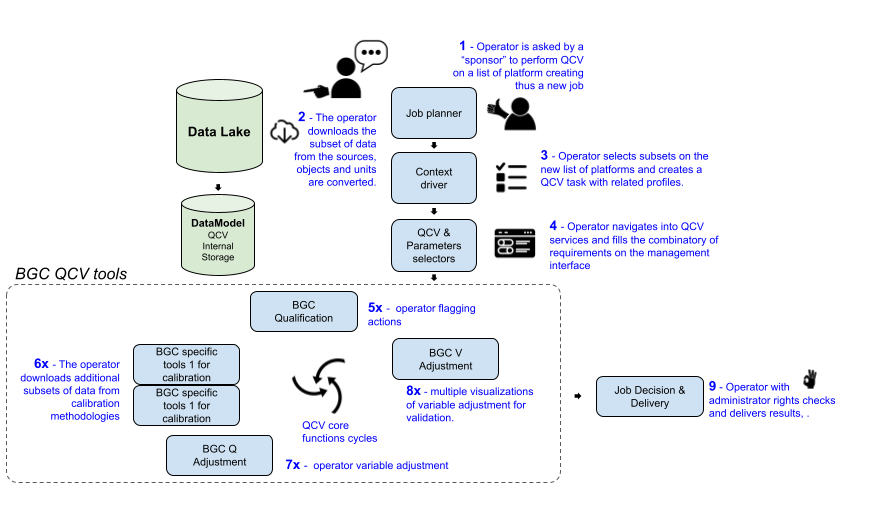 1 - Operator is asked by a
“sponsor” to perform QCV
on a list of platform creating
thus a new job
Data Lake
2 - The operator
downloads the
subset of data
from the sources,
objects and units
are converted.
Job planner
Context
driver
3 - Operator selects subsets on the
new list of platforms and creates a
QCV task with related profiles.
DataModel
QCV
Internal
Storage
QCV &
Parameters
selectors
4 - Operator navigates into QCV
services and fills the combinatory of
requirements on the management
interface
BGC QCV tools
BGC
Qualification
5x - operator flagging
actions
6x - The operator
downloads additional
subsets of data from
calibration
methodologies
BGC specific
tools 1 for
calibration
BGC specific
tools 1 for
calibration
QCV core
functions cycles
BGC V
Adjustment
8x - multiple visualizations
of variable adjustment for
validation.
BGC Q
Adjustment
7x - operator variable adjustment
Job Decision &
Delivery
9 - Operator with
administrator rights checks
and delivers results, .